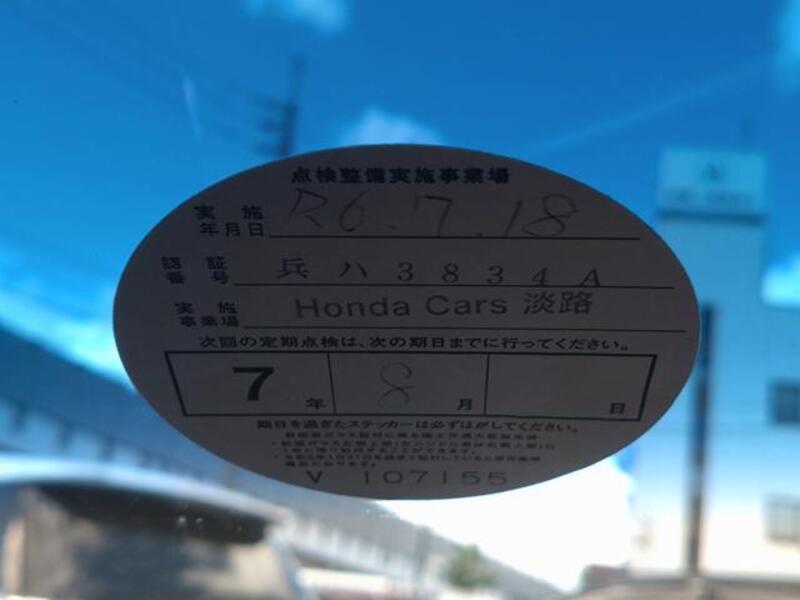 点検整備実施事業場
実施年月日 R6.7.18
認証番号 兵ハ3834A
実施事業場 Honda Cars 淡路
次回の定期点検は、次の期日までに行ってください。
7年 8月 日
期日を過ぎたステッカーは必ずはがしてください。
V 107155